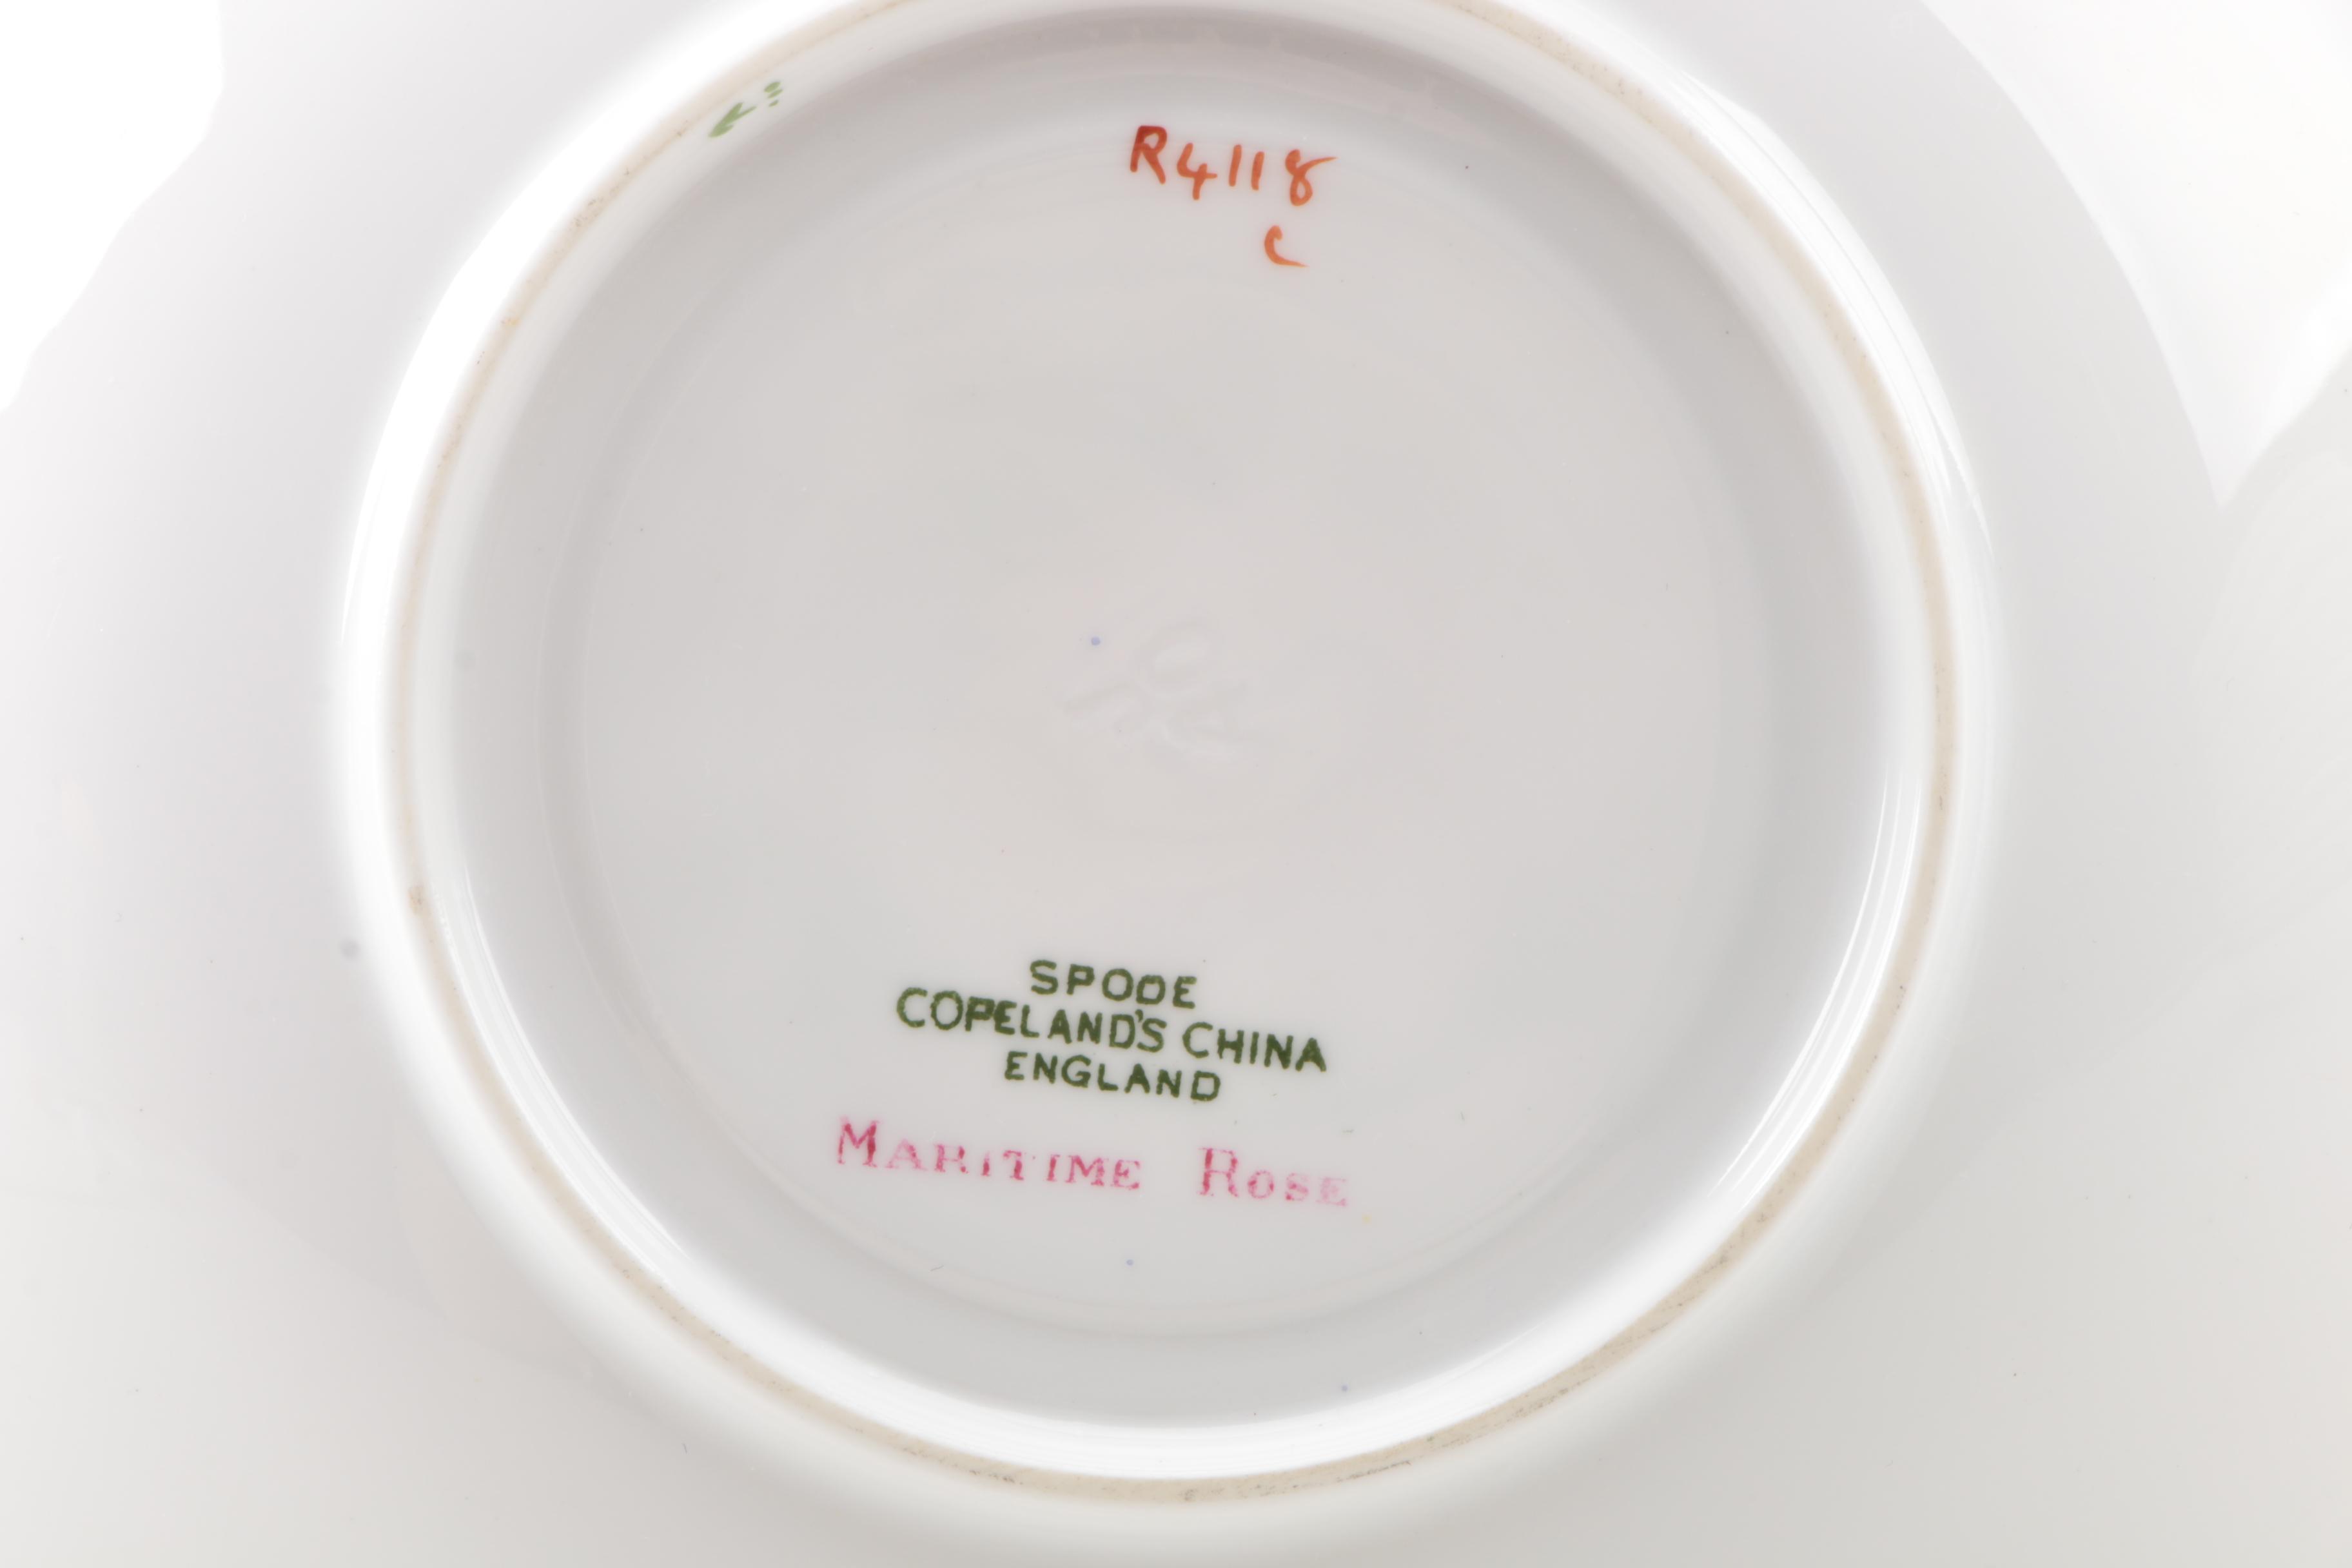 R4118
C
SPODE
COPELAND'S CHINA
ENGLAND
MARITIME ROSE